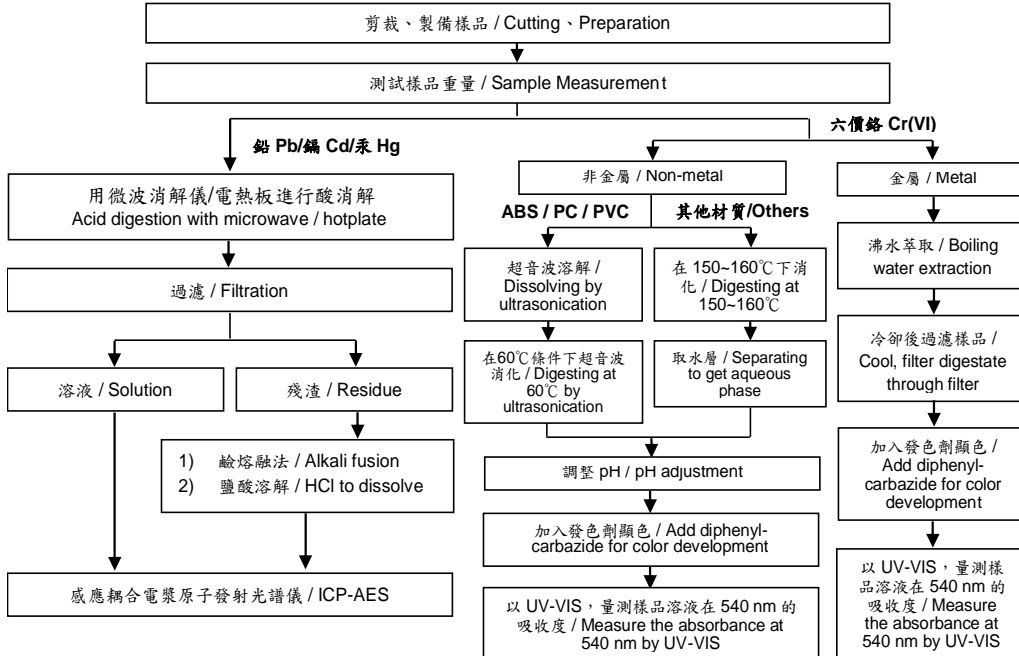 剪裁、製備樣品 / Cutting、Preparation
測試樣品重量 / Sample Measurement
鉛 Pb/鎘 Cd/汞 Hg
六價鉻 Cr(VI)
用微波消解儀/電熱板進行酸消解
Acid digestion with microwave / hotplate
過濾 / Filtration
溶液 / Solution
殘渣 / Residue
1) 鹼熔融法 / Alkali fusion
2) 鹽酸溶解 / HCl to dissolve
感應耦合電漿原子發射光譜儀 / ICP-AES
非金屬 / Non-metal
ABS / PC / PVC
其他材質/Others
超音波溶解 /
Dissolving by
ultrasonication
在60℃條件下超音波
消化 / Digesting at
60℃ by
ultrasonication
在 150~160℃下消
化 / Digesting at
150~160℃
取水層 / Separating
to get aqueous
phase
調整 pH / pH adjustment
加入發色劑顯色 / Add diphenyl-
carbazide for color development
以 UV-VIS，量測樣品溶液在 540 nm 的
吸收度 / Measure the absorbance at
540 nm by UV-VIS
金屬 / Metal
沸水萃取 / Boiling
water extraction
冷卻後過濾樣品 /
Cool, filter digestate
through filter
加入發色劑顯色 /
Add diphenyl-
carbazide for color
development
以 UV-VIS，量測樣
品溶液在 540 nm 的
吸收度 / Measure
the absorbance at
540 nm by UV-VIS